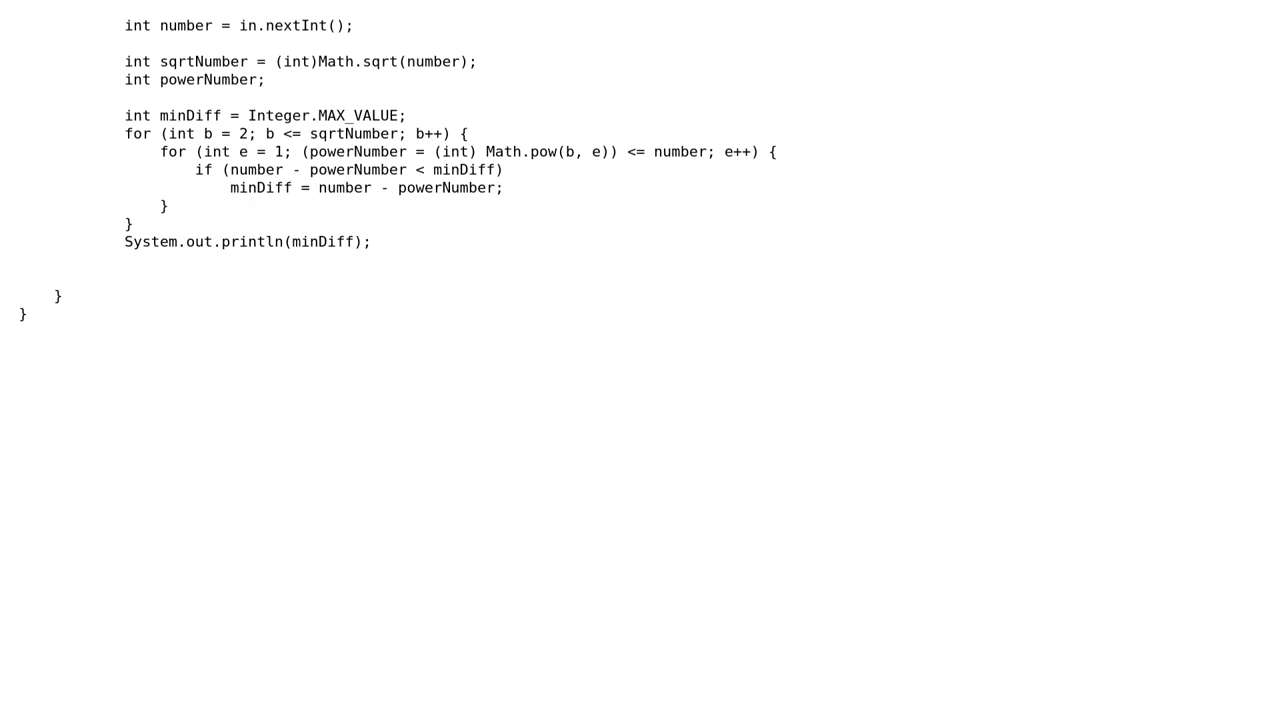 int number = in.nextInt();
int sqrtNumber = (int)Math.sqrt(number);
int powerNumber;
int minDiff = Integer.MAX_VALUE;
for (int b = 2; b <= sqrtNumber; b++) {
for (int e = 1; (powerNumber = (int) Math.pow(b, e)) <= number; e++) {
if (number - powerNumber < minDiff)
minDiff = number - powerNumber;
}
}
System.out.println(minDiff);
}
}